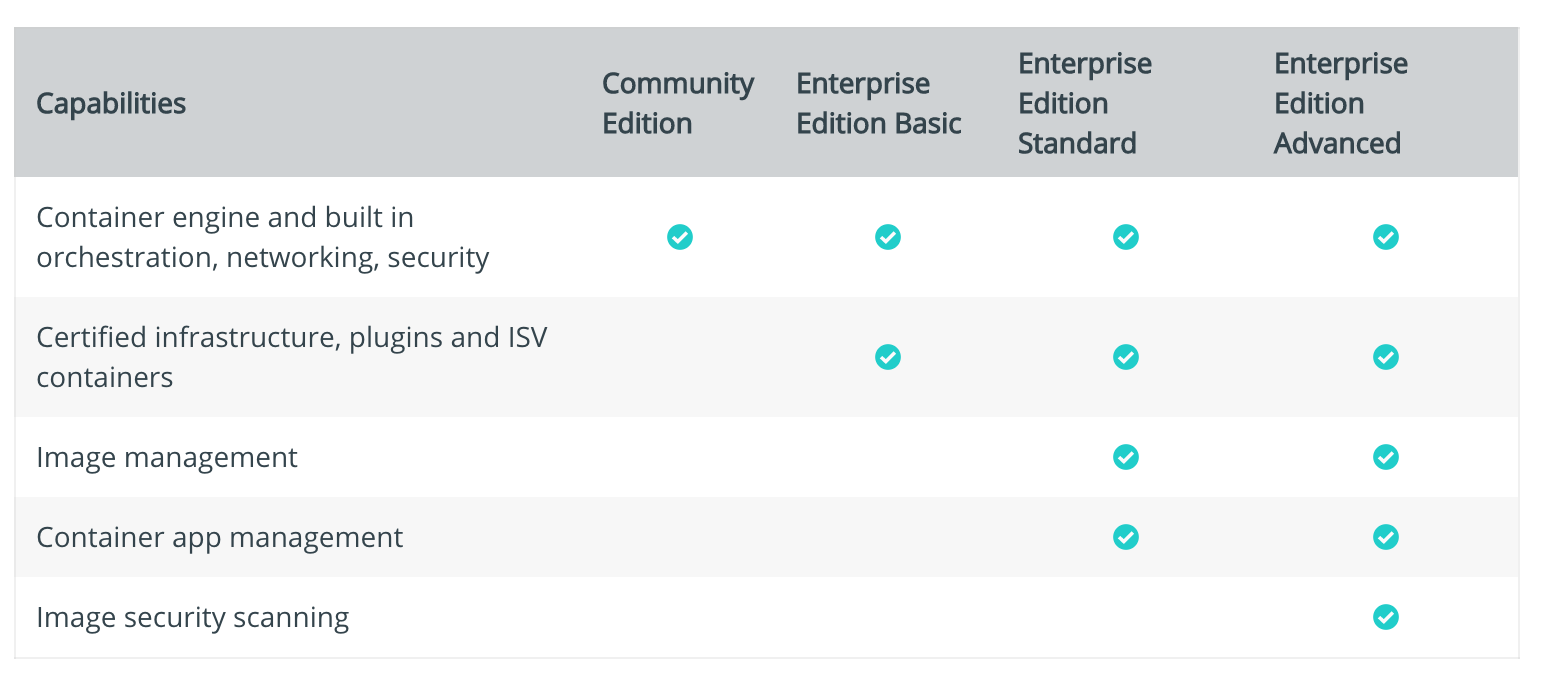 Capabilities
Community
Edition
Enterprise
Edition Basic
Enterprise
Edition
Standard
Enterprise
Edition
Advanced
Container engine and built in
orchestration, networking, security
Certified infrastructure, plugins and ISV
containers
Image management
Container app management
Image security scanning